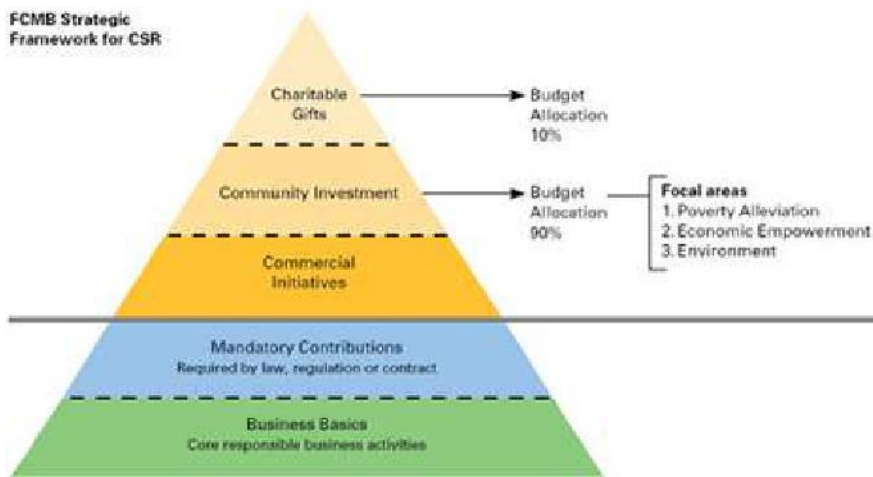 FCMB Strategic
Framework for CSR
Charitable
Gifts
Budget
Allocation
10%
Community Investment
Budget
Allocation
90%
Focal areas
1. Poverty Alleviation
2. Economic Empowerment
3. Environment
Commercial
Initiatives
Mandatory Contributions
Required by law, regulation or contract
Business Basics
Core responsible business activities